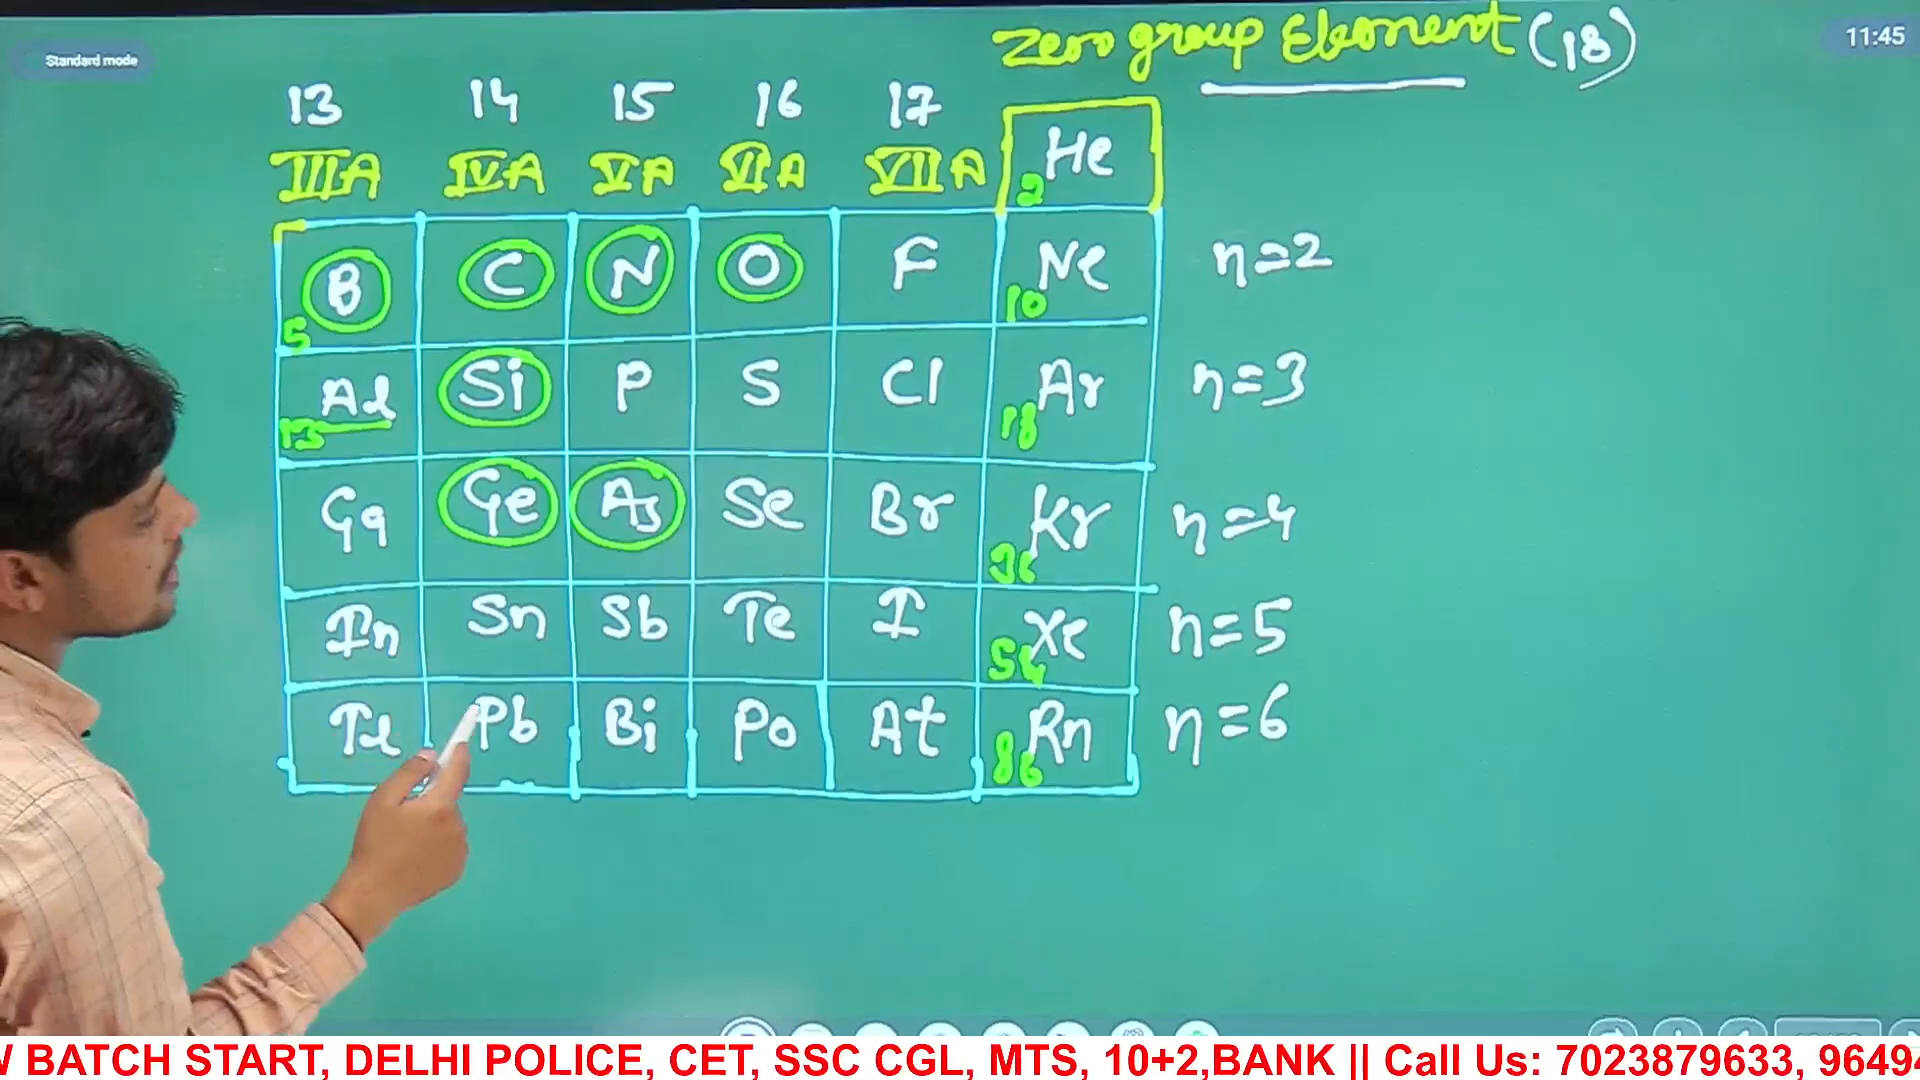 Standard mode
Zero group Element (18)
11:45
13 14 15 16 17
IIIA IVA VA VIA VIIA He
2
B C N O F Ne n=2
5 10
Al Si P S Cl Ar n=3
13 18
Ga Ge As Se Br Kr n=4
36
In Sn Sb Te I Xe n=5
54
Tl Pb Bi Po At Rn n=6
86
BATCH START, DELHI POLICE, CET, SSC CGL, MTS, 10+2,BANK || Call Us: 7023879633, 9649